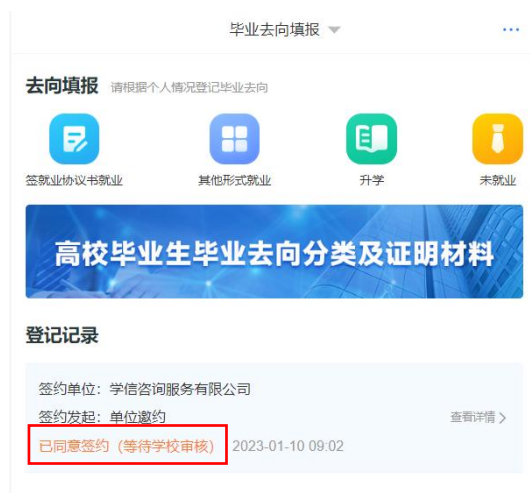 毕业去向填报
去向填报 请根据个人情况登记毕业去向
签就业协议书就业 其他形式就业 升学 未就业
高校毕业生毕业去向分类及证明材料
登记记录
签约单位：学信咨询服务有限公司
签约发起：单位邀约 查看详情 >
已同意签约（等待学校审核） 2023-01-10 09:02